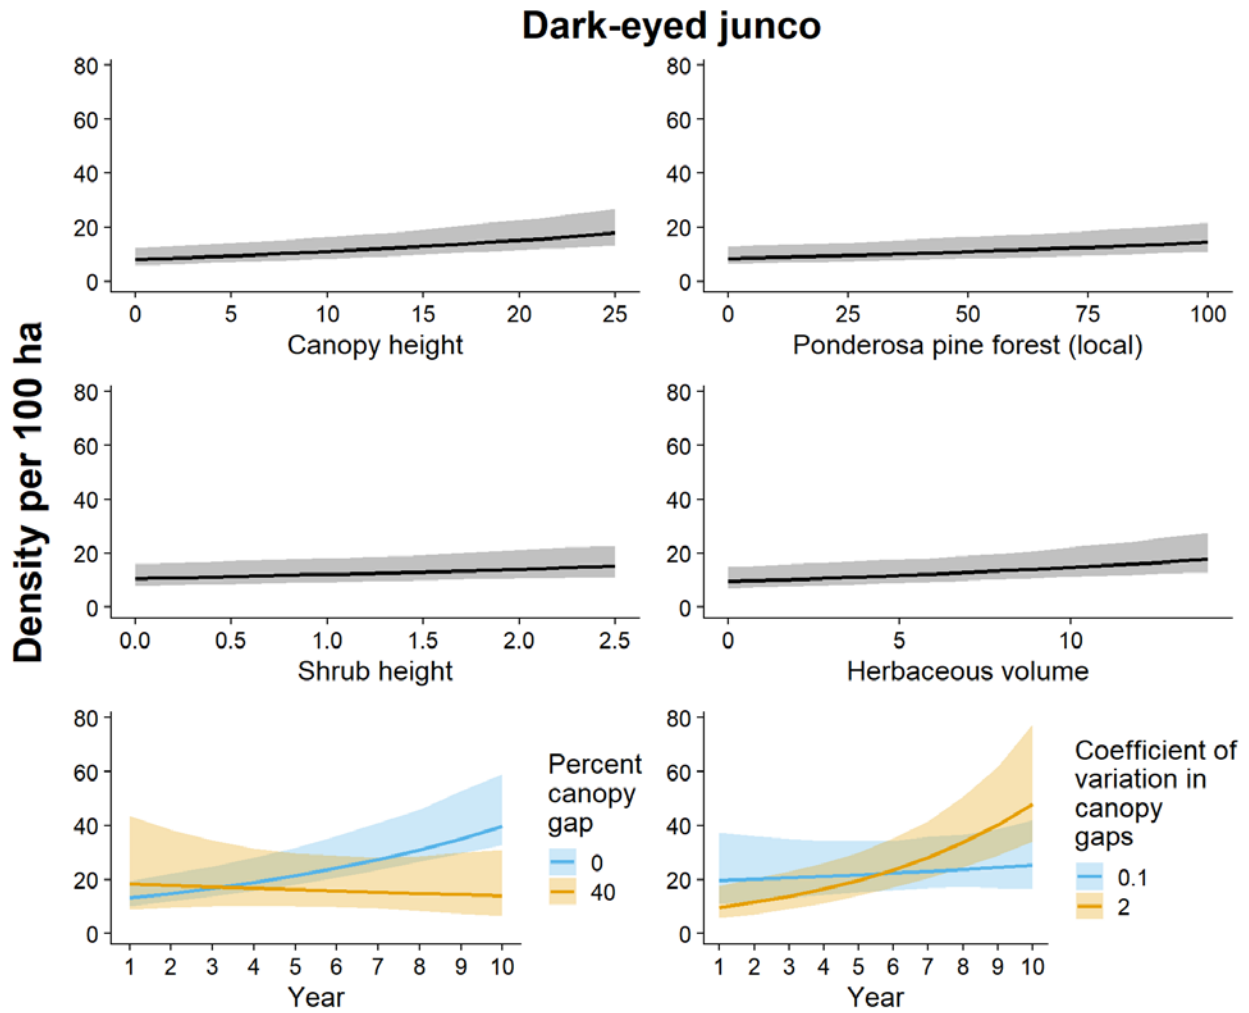 Dark-eyed junco
Density per 100 ha
80
60
40
20
0
0 5 10 15 20 25
Canopy height
80
60
40
20
0
0 25 50 75 100
Ponderosa pine forest (local)
80
60
40
20
0
0.0 0.5 1.0 1.5 2.0 2.5
Shrub height
80
60
40
20
0
0 5 10
Herbaceous volume
80
60
40
20
0
1 2 3 4 5 6 7 8 9 10
Year
Percent
canopy
gap
0
40
80
60
40
20
0
1 2 3 4 5 6 7 8 9 10
Year
Coefficient of
variation in
canopy
gaps
0.1
2